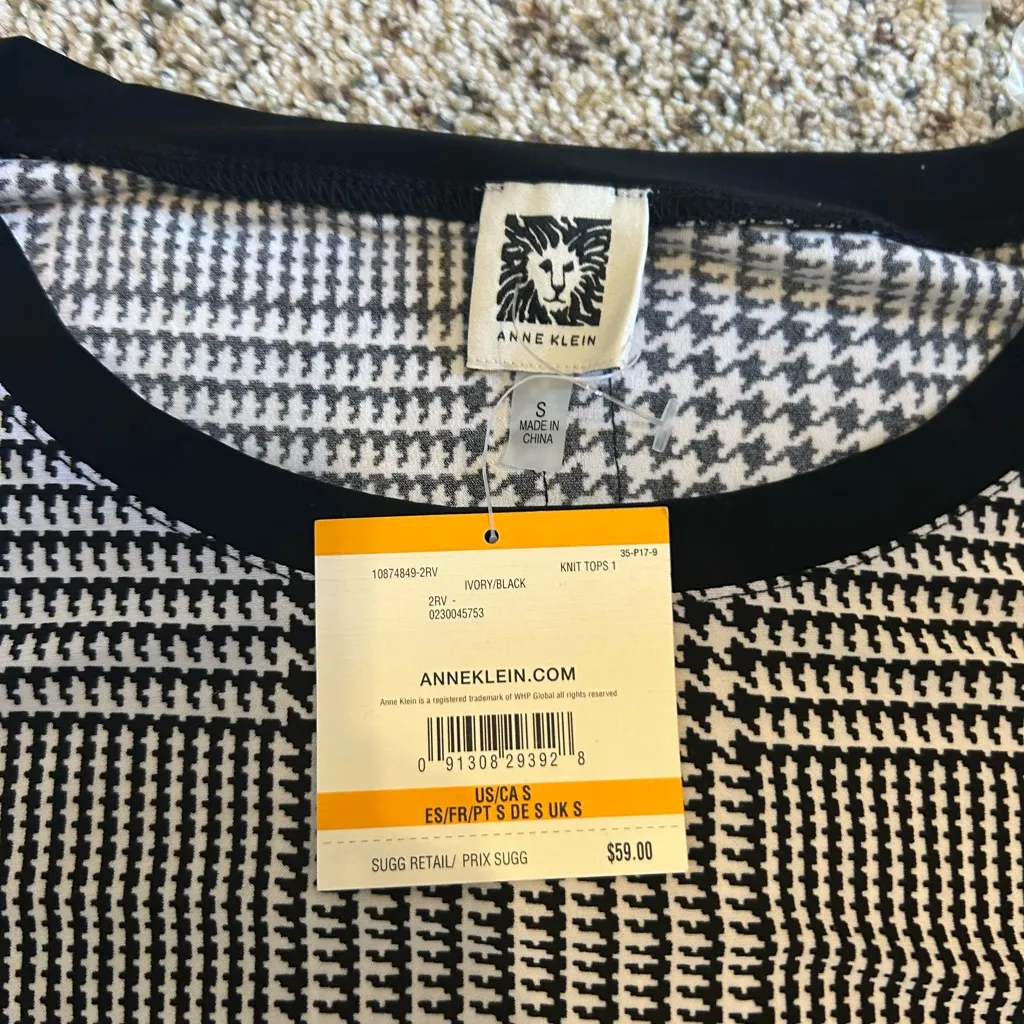 ANNE KLEIN
S
MADE IN
CHINA
35-P17-9
10874849-2RV KNIT TOPS 1
IVORY/BLACK
2RV -
0230045753
ANNEKLEIN.COM
Anne Klein is a registered trademark of WHP Global all rights reserved
0 91308 29392 8
US/CA S
ES/FR/PT S DE S UK S
SUGG RETAIL/ PRIX SUGG $59.00